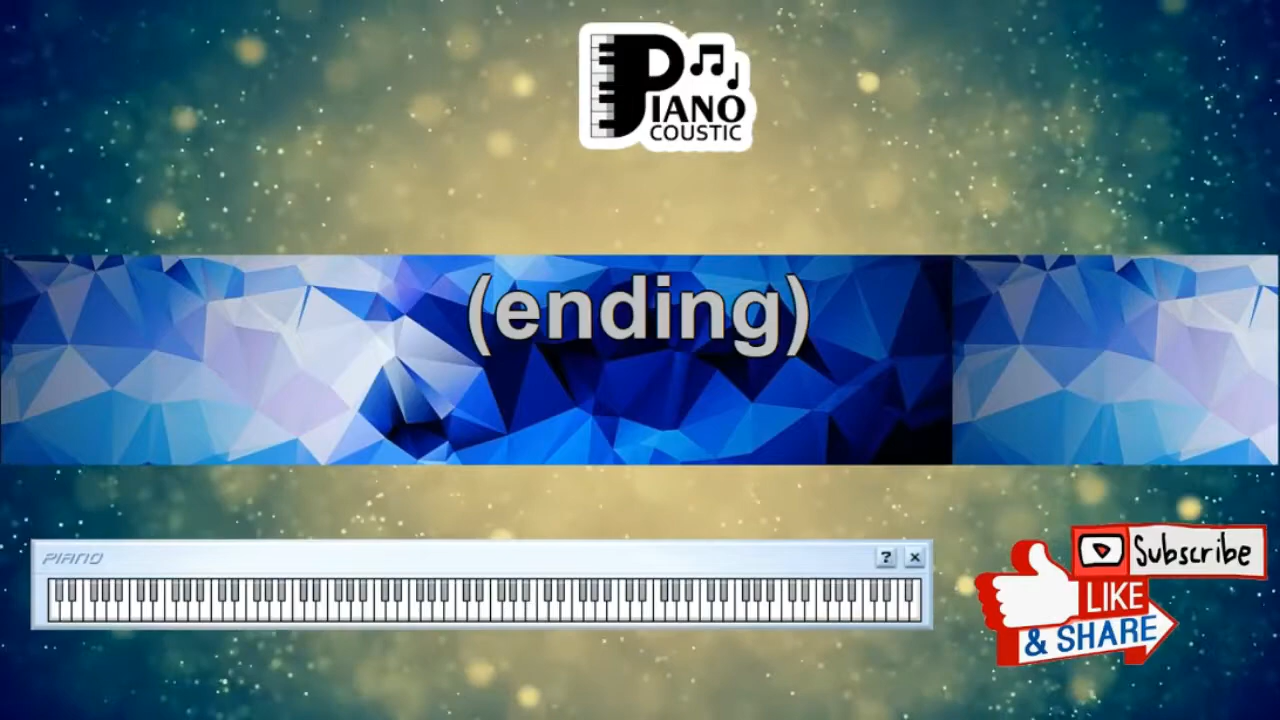 PIANO
COUSTIC
(ending)
PIANO
?
Subscribe
LIKE
& SHARE